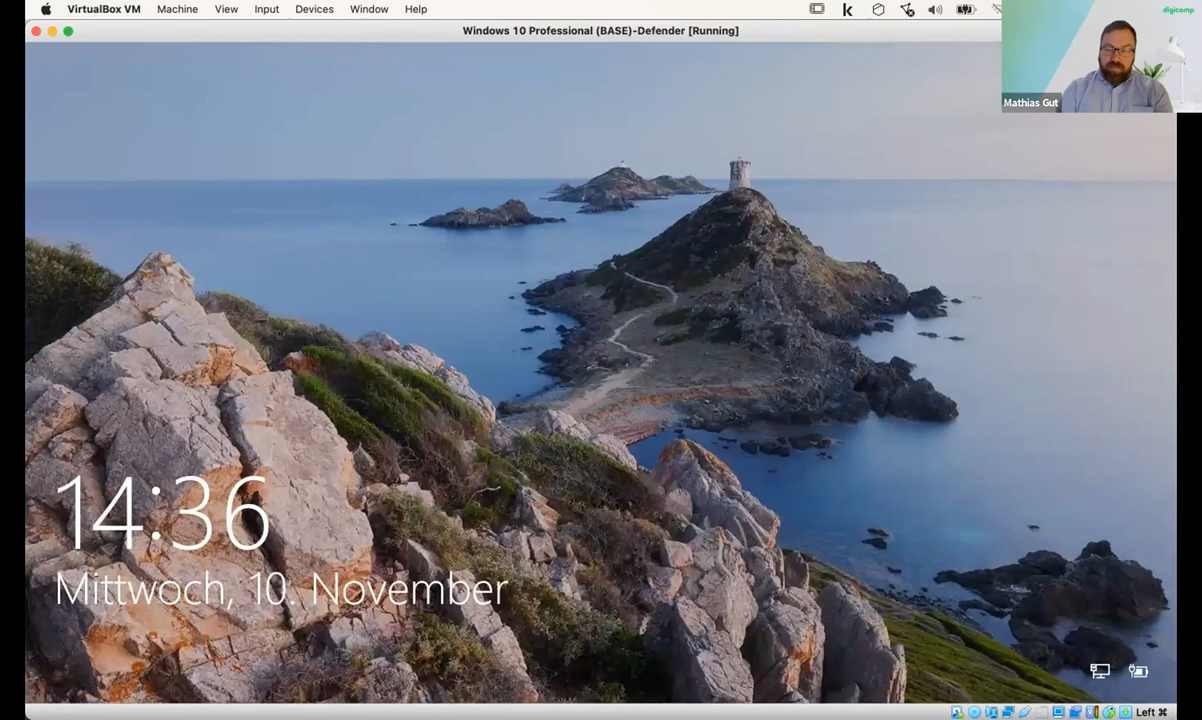 VirtualBox VM Machine View Input Devices Window Help
digicomp
Windows 10 Professional (BASE)-Defender [Running]
Mathias Gut
14:36
Mittwoch, 10. November
Left ⌘